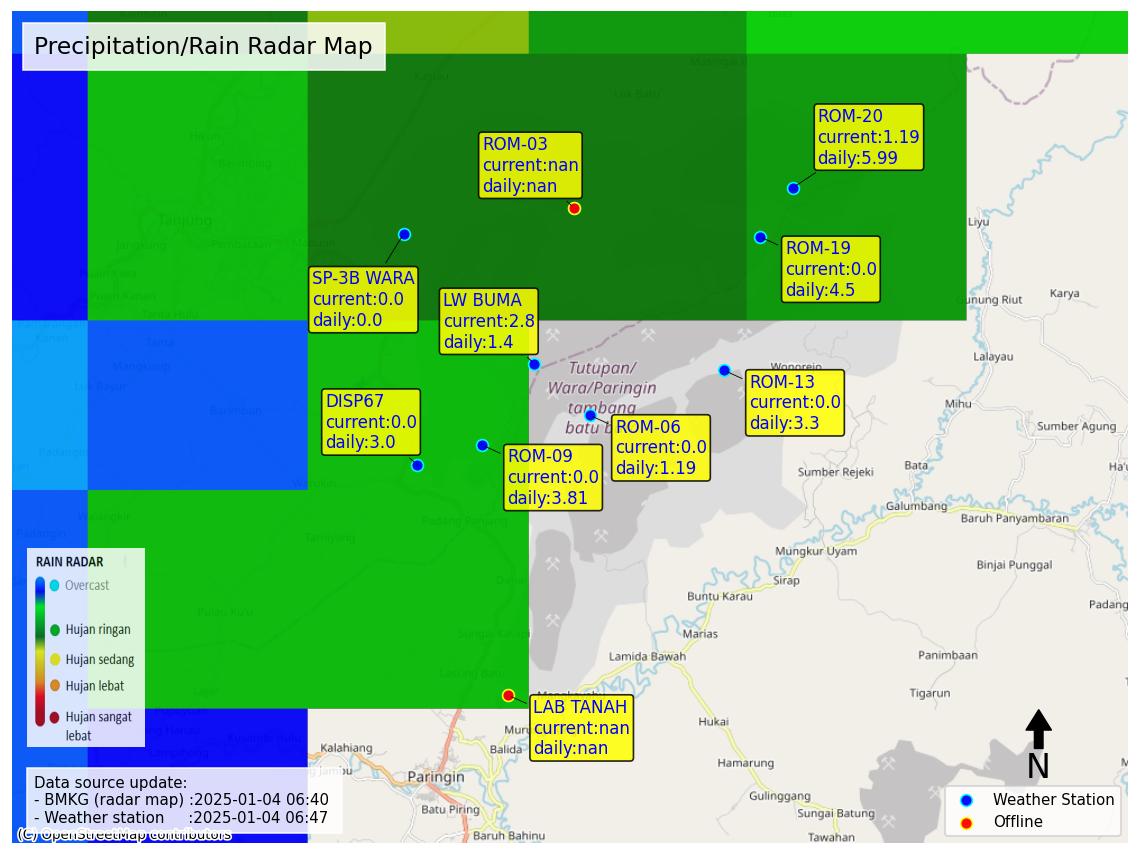 Precipitation/Rain Radar Map
Kaplau
Luk Batu
ROM-20
current:1.19
daily:5.99
ROM-03
current:nan
daily:nan
Tanjung
Pambataan
Liyu
SP-3B WARA
current:0.0
daily:0.0
ROM-19
current:0.0
daily:4.5
LW BUMA
current:2.8
daily:1.4
Gunung Riut
Karya
Lalayau
Mihu
Tutupan/
Wara/Paringin
tambang
batu b
Wonorejo
ROM-13
current:0.0
daily:3.3
DISP67
current:0.0
daily:3.0
ROM-06
current:0.0
daily:1.19
ROM-09
current:0.0
daily:3.81
Sumber Agung
Sumber Rejeki
Bata
Ha'u
Galumbang
Baruh Panyambaran
Padang Panjang
Mungkur Uyam
Binjai Punggal
Sirap
Buntu Karau
Padang
Marias
Lamida Bawah
Panimbaan
Tigarun
RAIN RADAR
Overcast
Hujan ringan
Hujan sedang
Hujan lebat
Hujan sangat
lebat
LAB TANAH
current:nan
daily:nan
Hukai
Kalahiang
Balida
Hamarung
Paringin
Batu Piring
Gulinggang
Sungai Batung
Baruh Bahinu
Tawahan
Data source update:
- BMKG (radar map) :2025-01-04 06:40
- Weather station :2025-01-04 06:47
(C) OpenStreetMap contributors
N
Weather Station
Offline